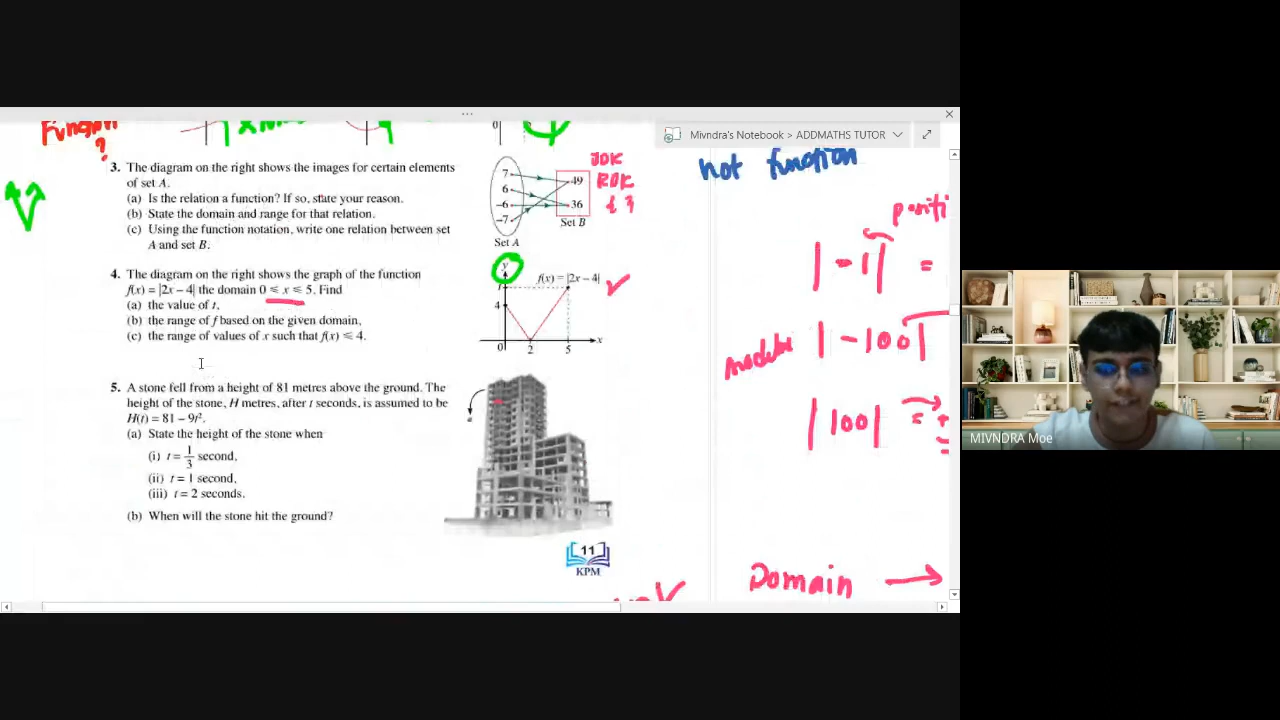 Function
?
Mivndra's Notebook > ADDMATHS TUTOR
3. The diagram on the right shows the images for certain elements
of set A.
(a) Is the relation a function? If so, state your reason.
(b) State the domain and range for that relation.
(c) Using the function notation, write one relation between set
A and set B.
7
6
-6
-7
49
36
Set A
Set B
4. The diagram on the right shows the graph of the function
f(x) = |2x – 4| the domain 0 ⩽ x ⩽ 5. Find
(a) the value of t,
(b) the range of f based on the given domain,
(c) the range of values of x such that f(x) ⩽ 4.
y
f(x) = |2x – 4|
t
4
0
2
5
x
5. A stone fell from a height of 81 metres above the ground. The
height of the stone, H metres, after t seconds, is assumed to be
H(t) = 81 – 9t².
(a) State the height of the stone when
(i) t = 1/3 second,
(ii) t = 1 second,
(iii) t = 2 seconds.
(b) When will the stone hit the ground?
11
KPM
not function
|-1| =
|-100|
|100| =
Domain →
MIVNDRA Moe